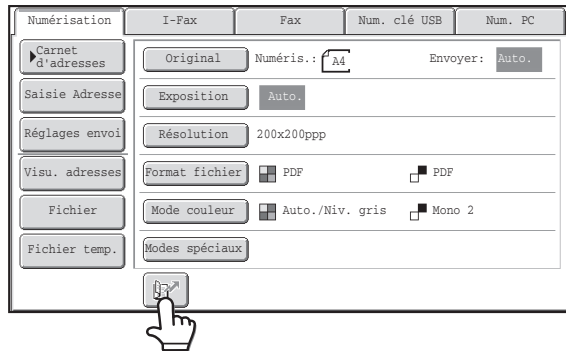 Numérisation
I-Fax
Fax
Num. clé USB
Num. PC
Carnet
d'adresses
Original
Numéris.:
A4
Envoyer:
Auto.
Saisie Adresse
Exposition
Auto.
Réglages envoi
Résolution
200x200ppp
Visu. adresses
Format fichier
PDF
PDF
Fichier
Mode couleur
Auto./Niv. gris
Mono 2
Fichier temp.
Modes spéciaux